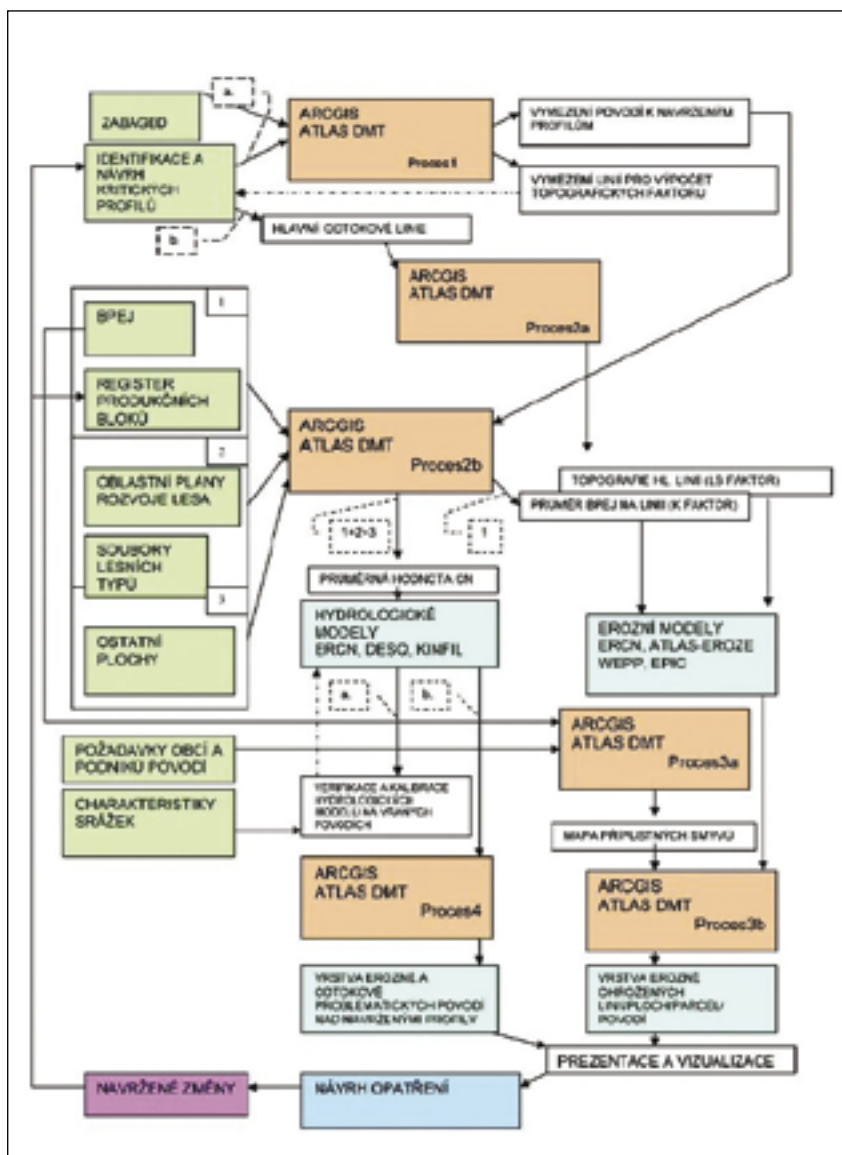 a.
ZABAGED
ARCGIS
ATLAS DMT
Proces1
VYMEZENÍ POVODÍ K NAVRŽENÝM
PROFILŮM
IDENTIFIKACE A
NÁVRH
KRITICKÝCH
PROFILŮ
VYMEZENÍ LINIÍ PRO VÝPOČET
TOPOGRAFICKÝCH FAKTORŮ
b.
HLAVNÍ ODTOKOVÉ LINIE
ARCGIS
ATLAS DMT
Proces2a
1
BPEJ
REGISTER
PRODUKČNÍCH
BLOKŮ
ARCGIS
ATLAS DMT
Proces2b
2
OBLASTNÍ PLÁNY
ROZVOJE LESA
TOPOGRAFIE HL. LINIÍ (LS FAKTOR)
PRŮMĚR BPEJ NA LINII (K FAKTOR)
1+2+3
1
SOUBORY
LESNÍCH
TYPŮ
3
PRŮMĚRNÁ HODNOTA CN
OSTATNÍ
PLOCHY
HYDROLOGICKÉ
MODELY
ERCN, DESQ, KINFIL
EROZNÍ MODELY
ERCN, ATLAS-EROZE
WEPP, EPIC
a.
b.
ARCGIS
ATLAS DMT
Proces3a
POŽADAVKY OBCÍ A
PODNIKŮ POVODÍ
CHARAKTERISTIKY
SRÁŽEK
VERIFIKACE A KALIBRACE
HYDROLOGICKÝCH
MODELŮ NA
POVODÍCH
MAPA PŘÍPUSTNÝCH SMYVŮ
ARCGIS
ATLAS DMT
Proces4
ARCGIS
ATLAS DMT
Proces3b
VRSTVA EROZNĚ A
ODTOKOVĚ
PROBLEMATICKÝCH POVODÍ
NAD NAVRŽENÝMI PROFILY
VRSTVA EROZNĚ
OHROŽENÝCH
LINIÍ/PLOCH/PARCEL/
POVODÍ
PREZENTACE A VIZUALIZACE
NAVRŽENÉ ZMĚNY
NÁVRH OPATŘENÍ